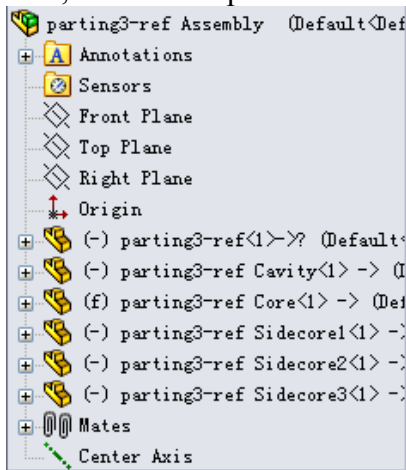 parting3-ref Assembly (Default<Def
Annotations
Sensors
Front Plane
Top Plane
Right Plane
Origin
(-) parting3-ref<1>->? (Default<
(-) parting3-ref Cavity<1> -> (D
(f) parting3-ref Core<1> -> (Def
(-) parting3-ref Sidecore1<1> -
(-) parting3-ref Sidecore2<1> -
(-) parting3-ref Sidecore3<1> -
Mates
Center Axis